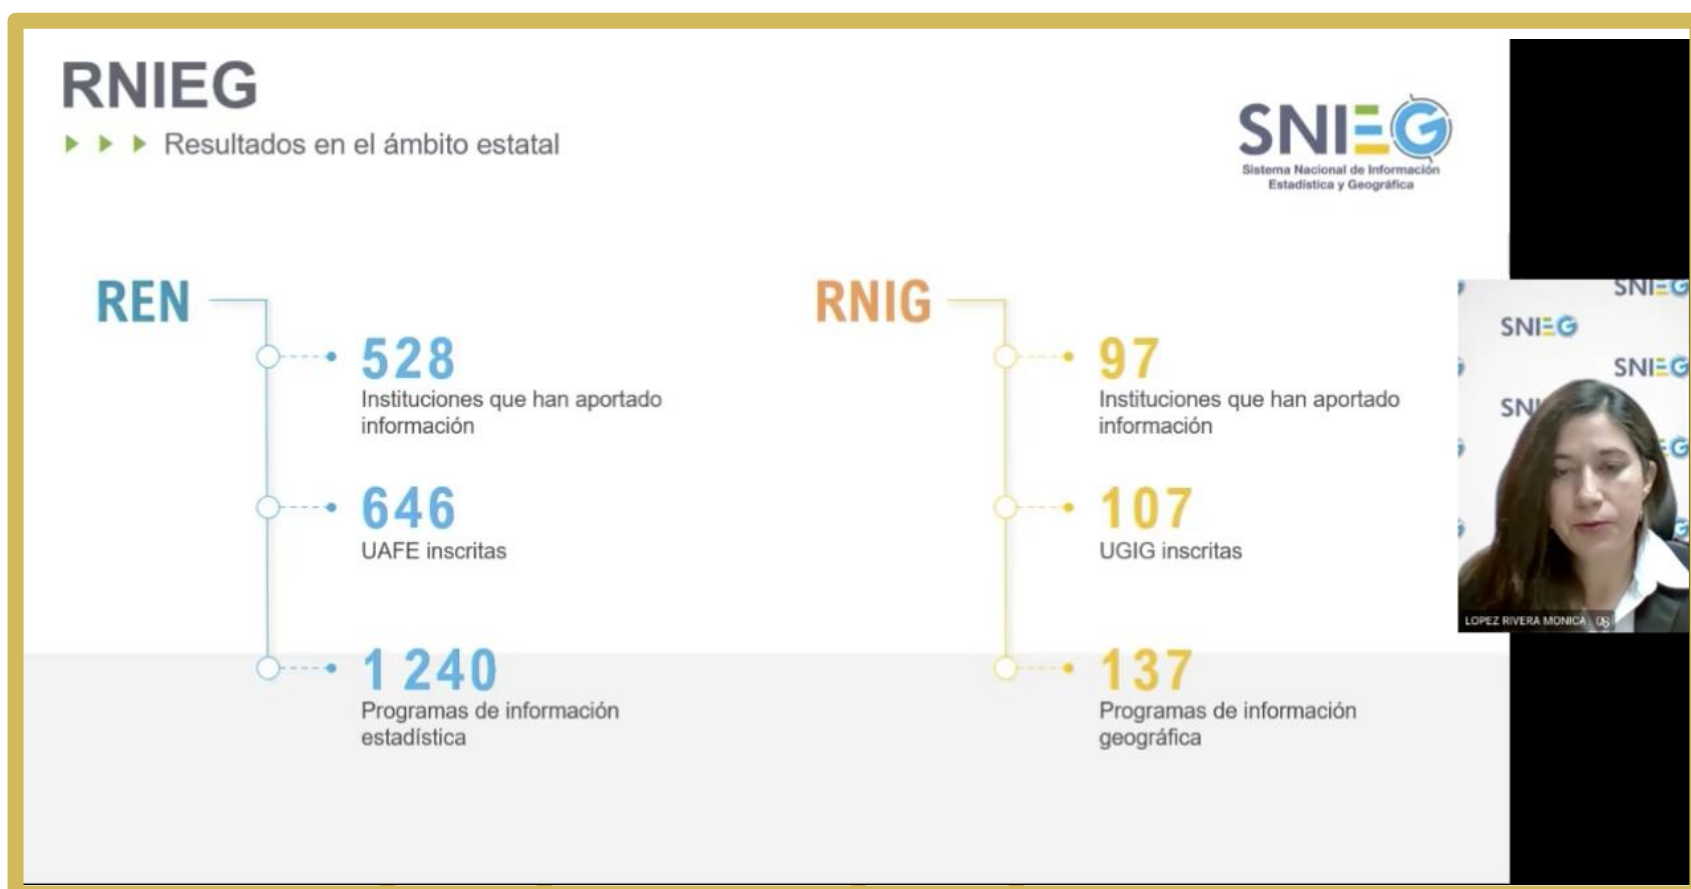 RNIEG
Resultados en el ámbito estatal
SNIEG
Sistema Nacional de Información
Estadística y Geográfica
REN
528
Instituciones que han aportado
información
646
UAFE inscritas
1 240
Programas de información
estadística
RNIG
97
Instituciones que han aportado
información
107
UGIG inscritas
137
Programas de información
geográfica
SNIEG
SNIEG
SNIEG
SNI
LOPEZ RIVERA MONICA